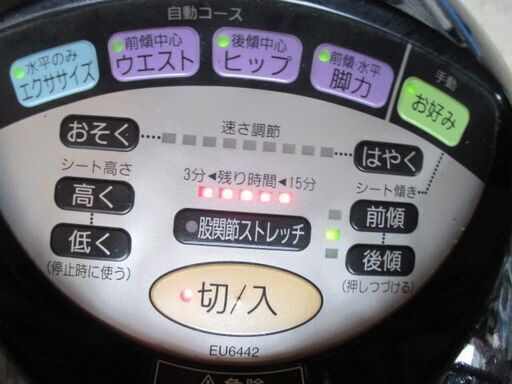 自動コース
水平のみ
エクササイズ
前傾中心
ウエスト
後傾中心
ヒップ
前傾・水平
脚力
手動
お好み
おそく
速さ調節
はやく
シート高さ
3分◀残り時間◀15分
シート傾き
高く
前傾
股関節ストレッチ
低く
後傾
(停止時に使う)
(押しつづける)
切/入
EU6442